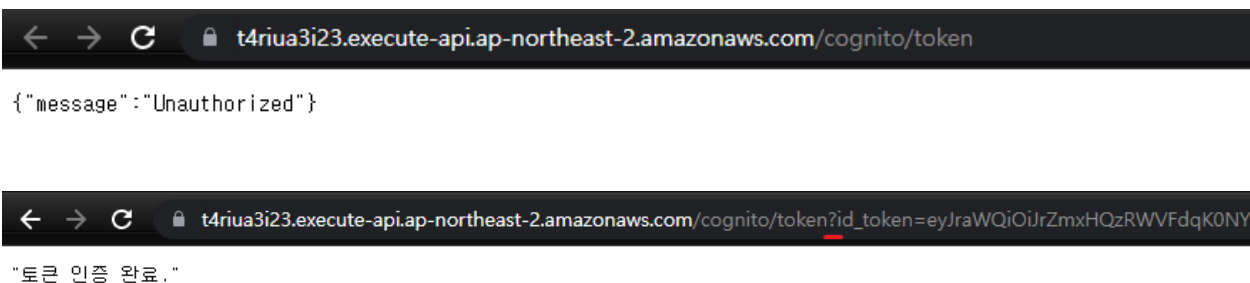 t4riua3i23.execute-api.ap-northeast-2.amazonaws.com/cognito/token
{"message":"Unauthorized"}
t4riua3i23.execute-api.ap-northeast-2.amazonaws.com/cognito/token?id_token=eyJraWQiOiJrZmxHQzRWVFdqK0NY
"토큰 인증 완료."